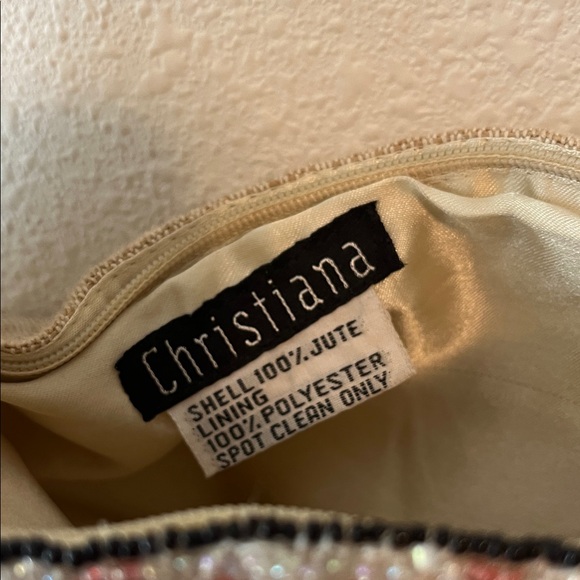 Christiana
SHELL 100% JUTE
LINING
100% POLYESTER
SPOT CLEAN ONLY